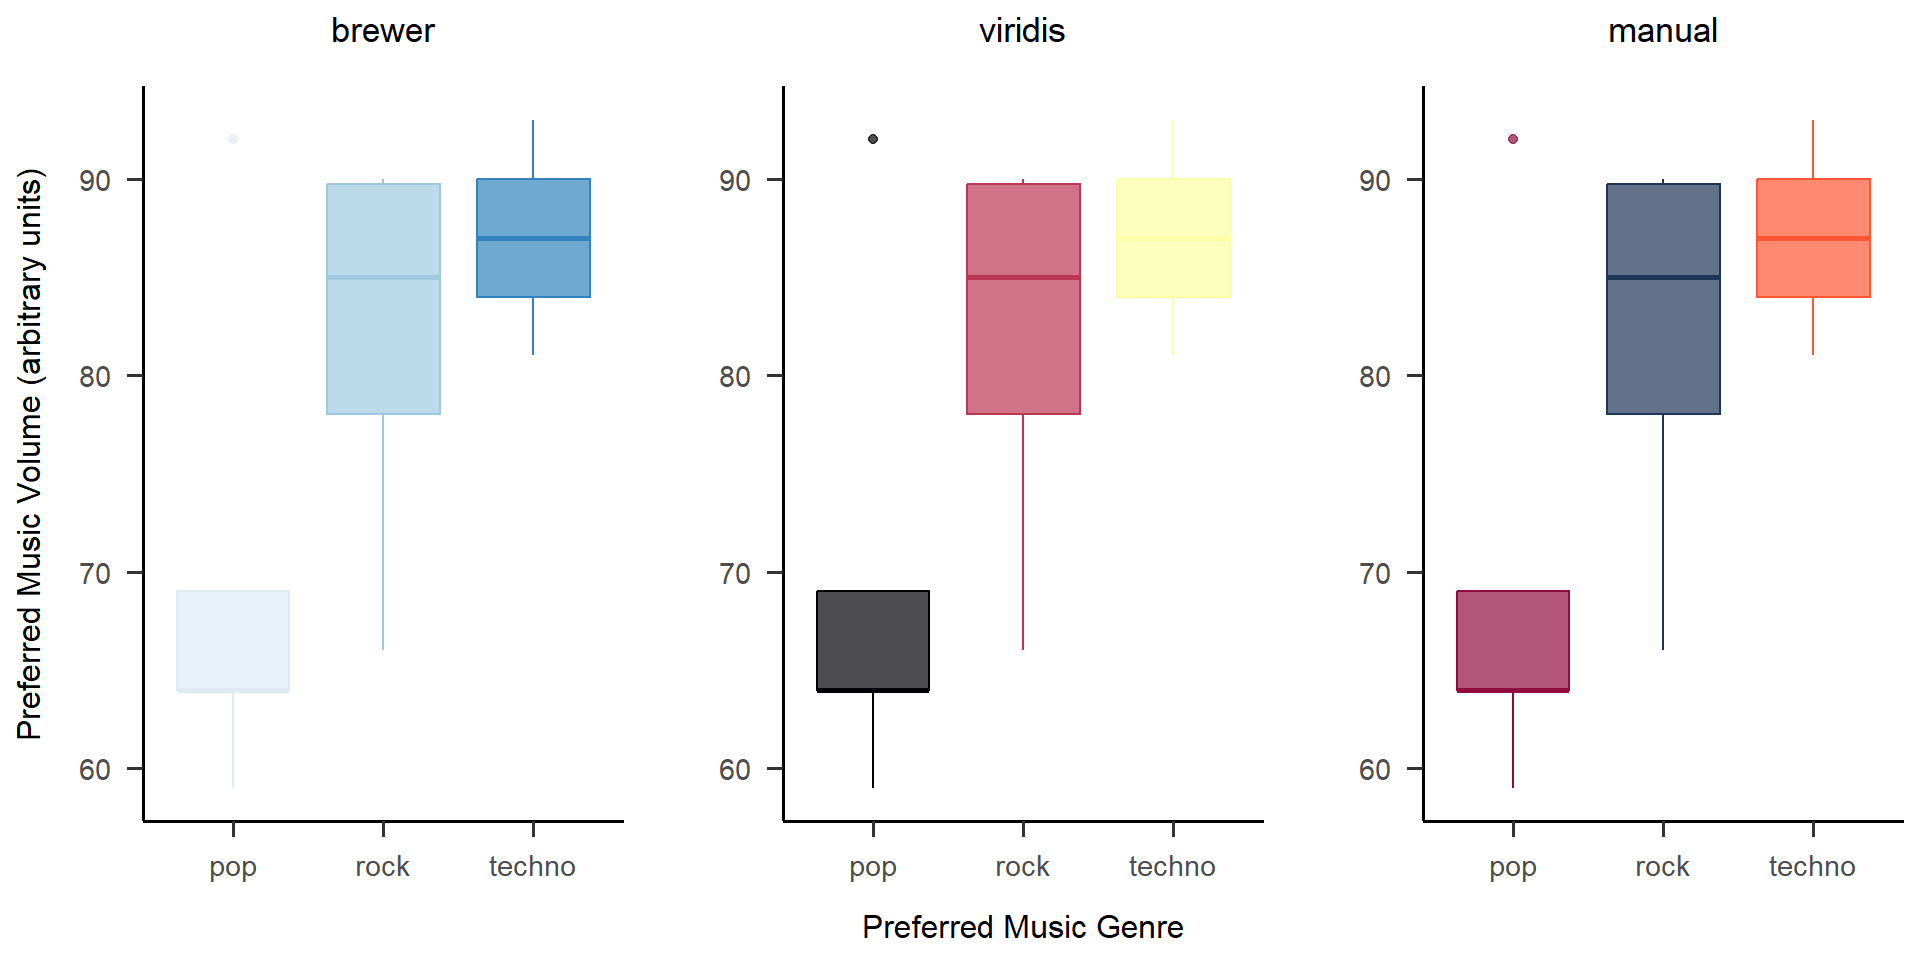 brewer
viridis
manual
Preferred Music Volume (arbitrary units)
90
80
70
60
pop rock techno
90
80
70
60
pop rock techno
90
80
70
60
pop rock techno
Preferred Music Genre